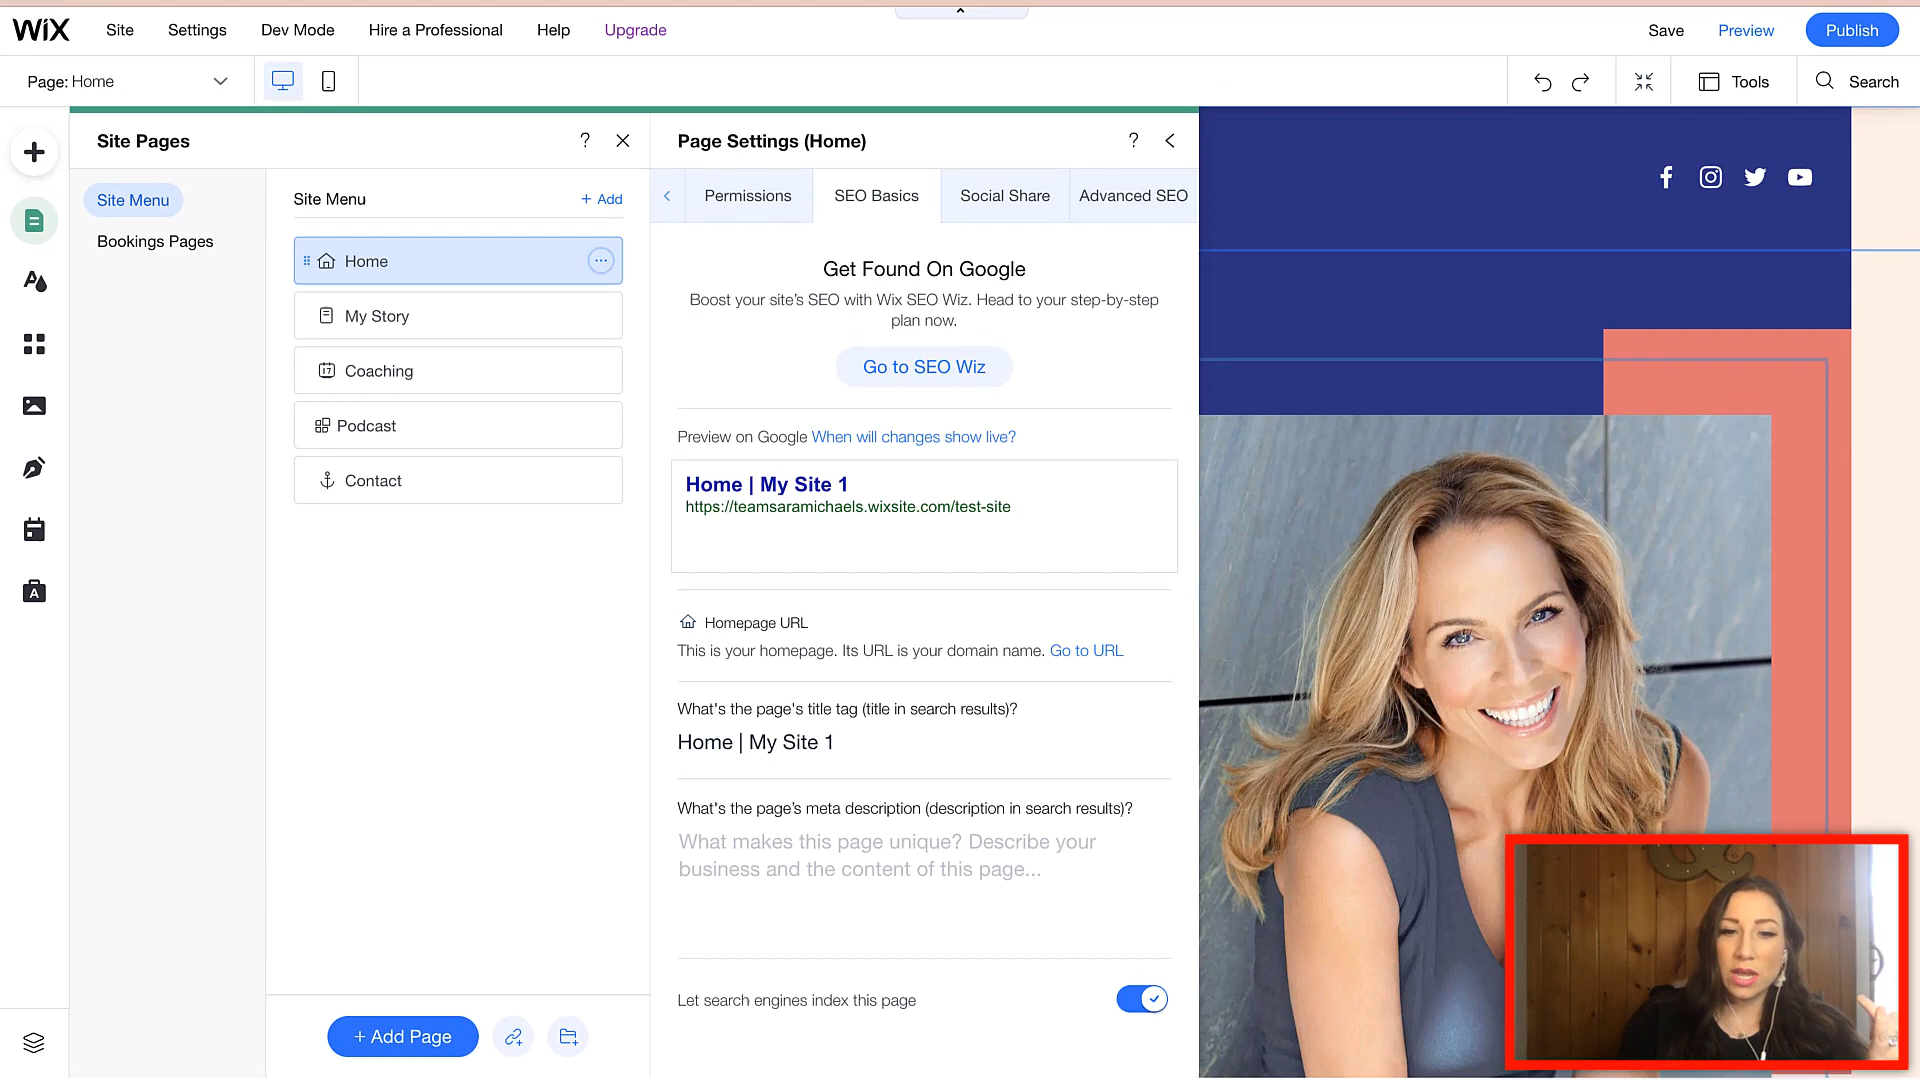 WiX
Site
Settings
Dev Mode
Hire a Professional
Help
Upgrade
Save
Preview
Publish
Page: Home
Tools
Search
Site Pages
?
Page Settings (Home)
?
Site Menu
Bookings Pages
Site Menu
+ Add
Home
My Story
17
Coaching
Podcast
Contact
+ Add Page
Permissions
SEO Basics
Social Share
Advanced SEO
Get Found On Google
Boost your site's SEO with Wix SEO Wiz. Head to your step-by-step
plan now.
Go to SEO Wiz
Preview on Google When will changes show live?
Home | My Site 1
https://teamsaramichaels.wixsite.com/test-site
Homepage URL
This is your homepage. Its URL is your domain name. Go to URL
What's the page's title tag (title in search results)?
Home | My Site 1
What's the page's meta description (description in search results)?
What makes this page unique? Describe your
business and the content of this page...
Let search engines index this page